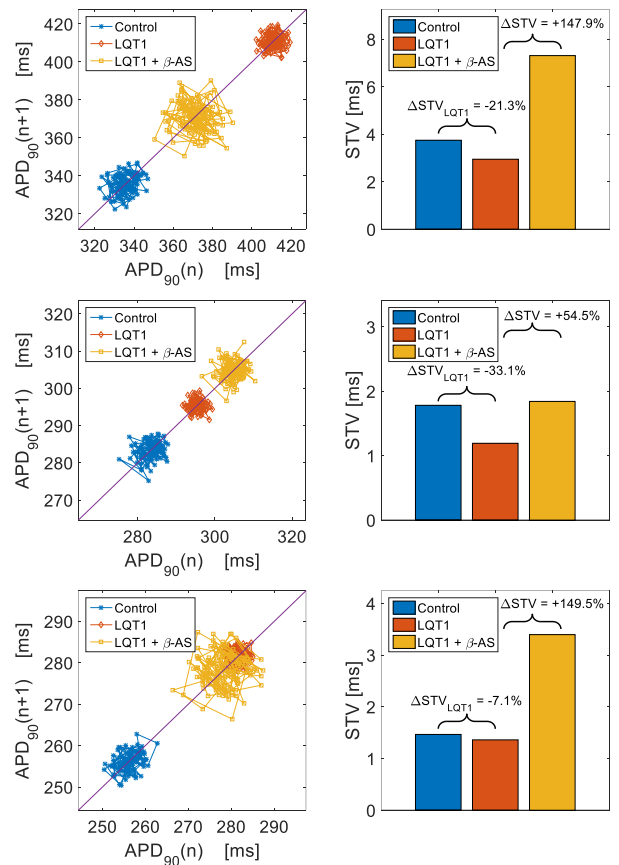 420
400
380
360
340
320
APD90(n+1) [ms]
Control
LQT1
LQT1 + β-AS
320 340 360 380 400 420
APD90(n) [ms]
8
6
4
2
0
STV [ms]
Control
LQT1
LQT1 + β-AS
ΔSTV = +147.9%
ΔSTVLQT1 = -21.3%
320
310
300
290
280
270
APD90(n+1) [ms]
Control
LQT1
LQT1 + β-AS
280 300 320
APD90(n) [ms]
3
2
1
0
STV [ms]
Control
LQT1
LQT1 + β-AS
ΔSTV = +54.5%
ΔSTVLQT1 = -33.1%
290
280
270
260
250
APD90(n+1) [ms]
Control
LQT1
LQT1 + β-AS
250 260 270 280 290
APD90(n) [ms]
4
3
2
1
0
STV [ms]
Control
LQT1
LQT1 + β-AS
ΔSTV = +149.5%
ΔSTVLQT1 = -7.1%